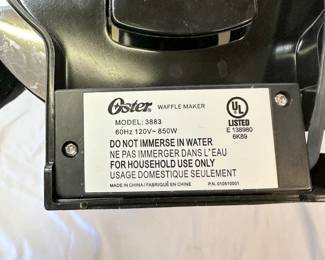 Oster WAFFLE MAKER
MODEL: 3883
60Hz 120V~ 850W
UL
LISTED
E 138980
6K89
DO NOT IMMERSE IN WATER
NE PAS IMMERGER DANS L'EAU
FOR HOUSEHOLD USE ONLY
USAGE DOMESTIQUE SEULEMENT
MADE IN CHINA / FABRIQUÉ EN CHINE P.N. 010610001